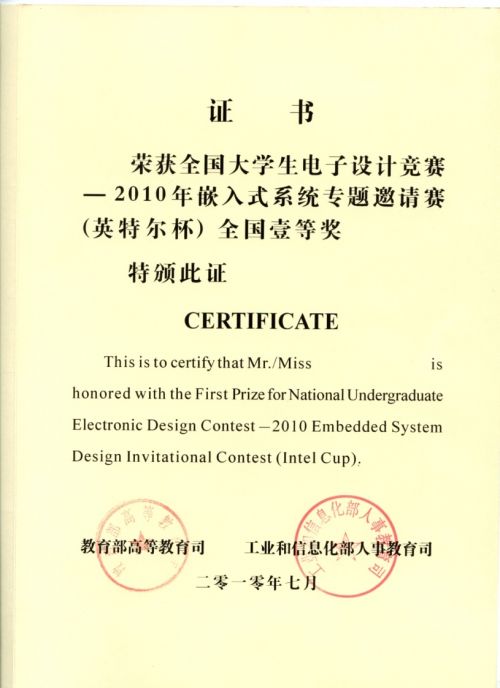 证 书
荣获全国大学生电子设计竞赛
—2010年嵌入式系统专题邀请赛
(英特尔杯) 全国壹等奖
特颁此证
CERTIFICATE
This is to certify that Mr./Miss is
honored with the First Prize for National Undergraduate
Electronic Design Contest—2010 Embedded System
Design Invitational Contest (Intel Cup).
教育部高等教育司 工业和信息化部人事教育司
二〇一〇年七月